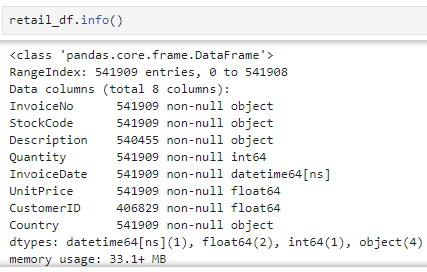 retail_df.info()
<class 'pandas.core.frame.DataFrame'>
RangeIndex: 541909 entries, 0 to 541908
Data columns (total 8 columns):
InvoiceNo      541909 non-null object
StockCode      541909 non-null object
Description    540455 non-null object
Quantity       541909 non-null int64
InvoiceDate    541909 non-null datetime64[ns]
UnitPrice      541909 non-null float64
CustomerID     406829 non-null float64
Country        541909 non-null object
dtypes: datetime64[ns](1), float64(2), int64(1), object(4)
memory usage: 33.1+ MB